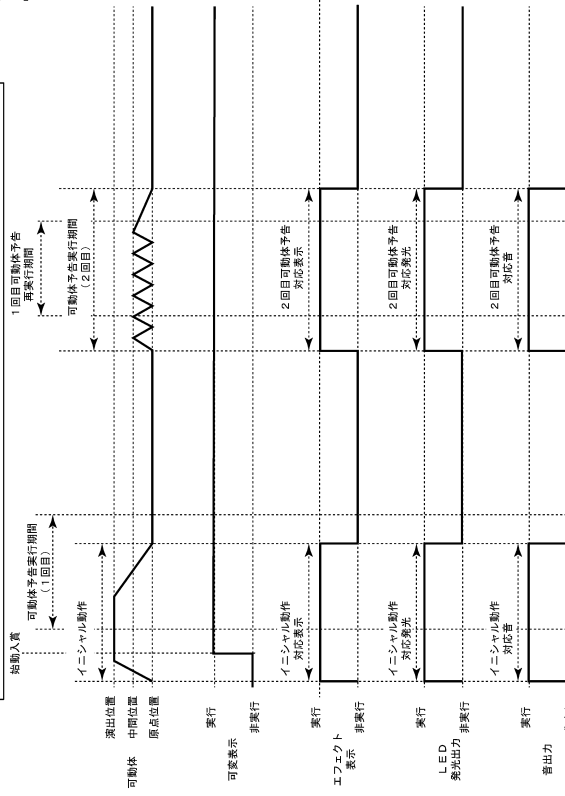 1回目可動体予告
再実行期間
可動体予告実行期間
(2回目)
可動体予告実行期間
(1回目)
始動入賞
イニシャル動作
可動体
演出位置
中間位置
原点位置
可変表示
実行
非実行
エフェクト
表示
実行
非実行
イニシャル動作
対応表示
2回目可動体予告
対応表示
LED
発光出力
実行
非実行
イニシャル動作
対応発光
2回目可動体予告
対応発光
音出力
実行
イニシャル動作
対応音
2回目可動体予告
対応音